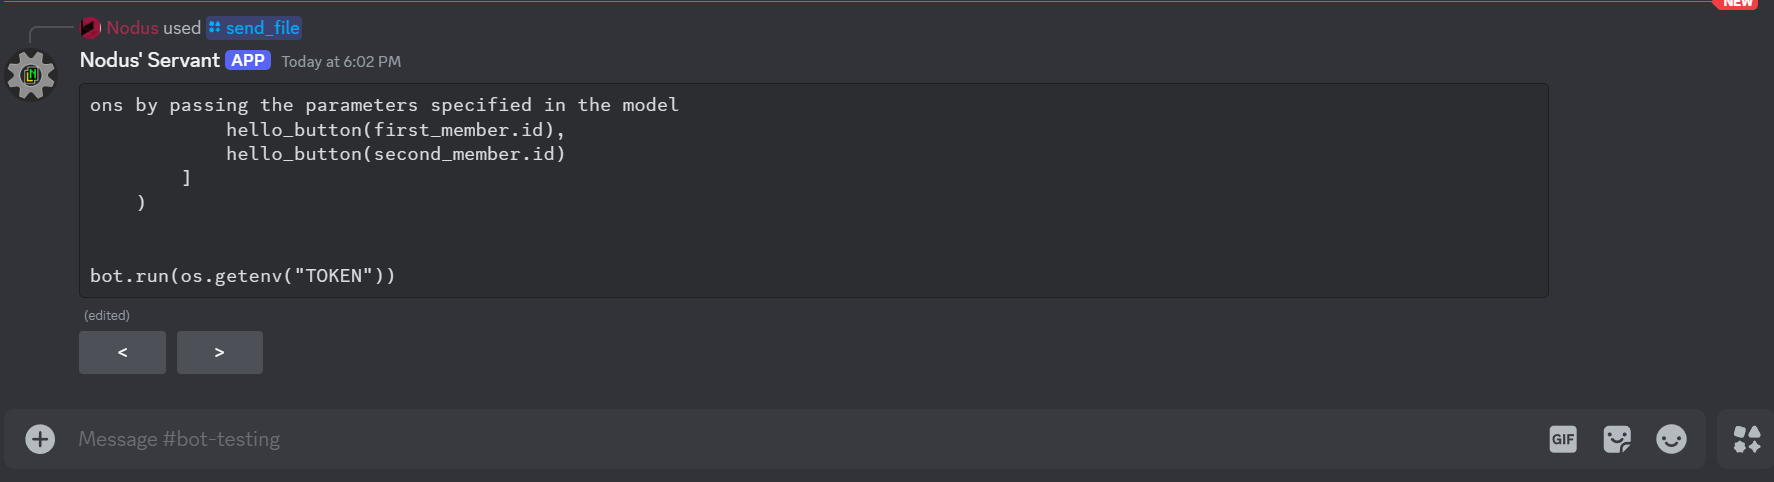 NEW
Nodus used send_file
Nodus' Servant APP Today at 6:02 PM
ons by passing the parameters specified in the model
            hello_button(first_member.id),
            hello_button(second_member.id)
        ]
    )
bot.run(os.getenv("TOKEN"))
(edited)
< >
Message #bot-testing
GIF